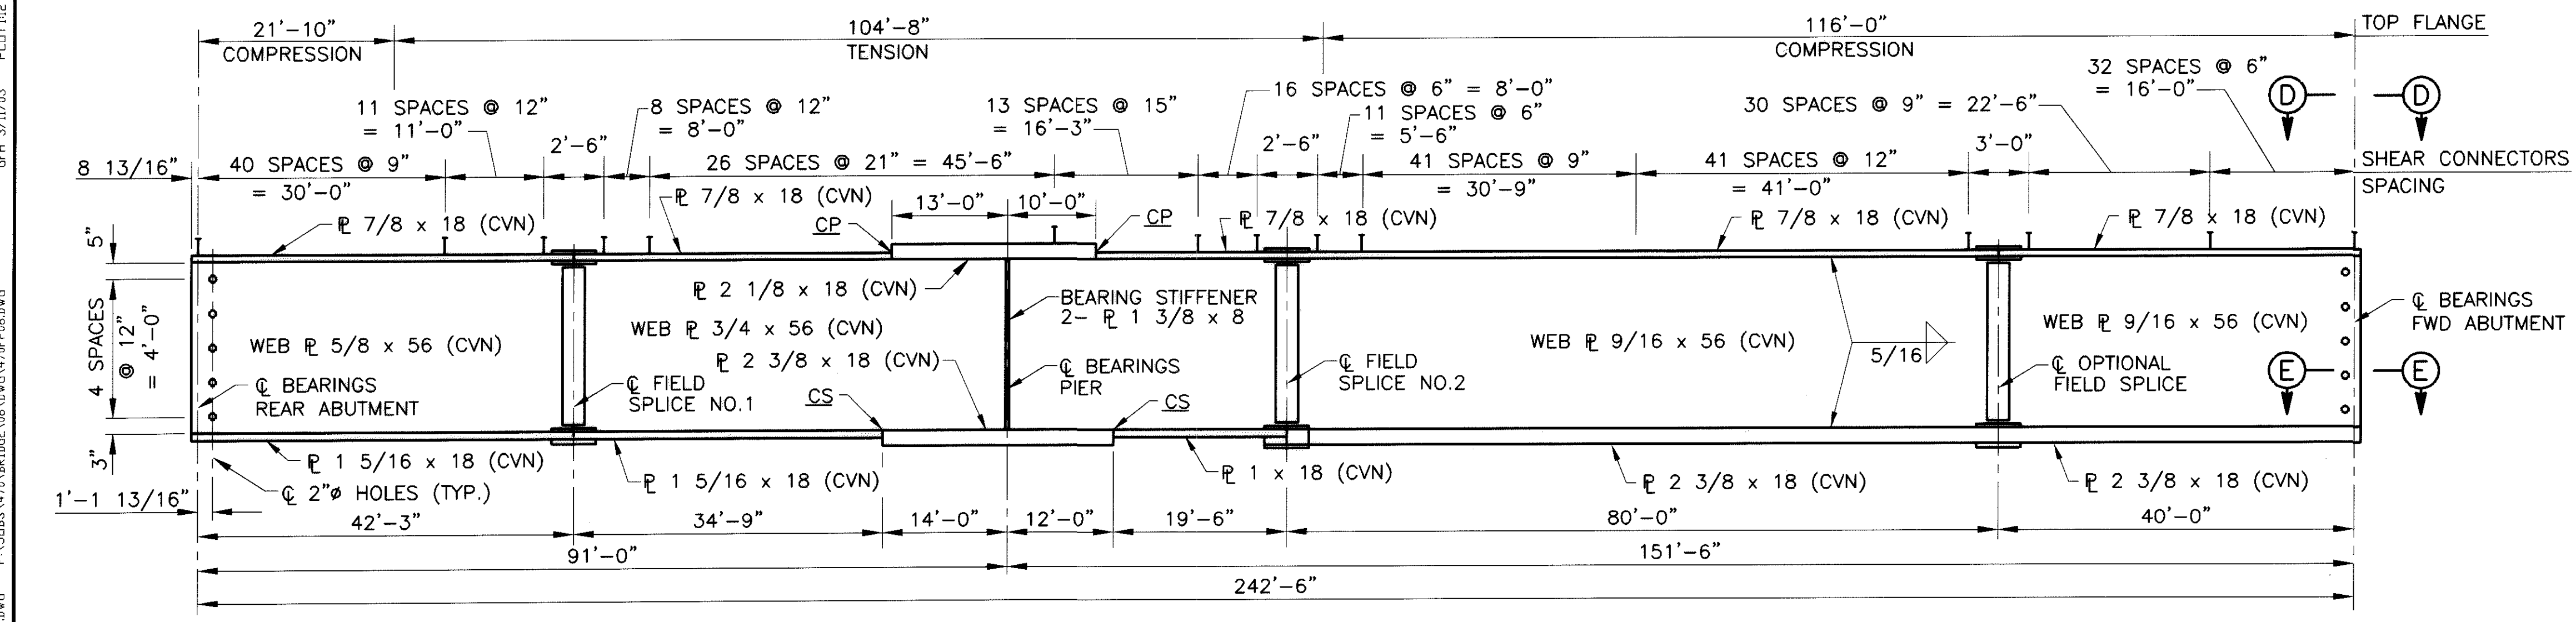 21'-10"
COMPRESSION
104'-8"
TENSION
116'-0"
COMPRESSION
TOP FLANGE
11 SPACES @ 12"
= 11'-0"
8 SPACES @ 12"
= 8'-0"
13 SPACES @ 15"
= 16'-3"
16 SPACES @ 6" = 8'-0"
11 SPACES @ 6"
= 5'-6"
30 SPACES @ 9" = 22'-6"
32 SPACES @ 6"
= 16'-0"
D
D
8 13/16"
40 SPACES @ 9"
= 30'-0"
2'-6"
26 SPACES @ 21" = 45'-6"
2'-6"
41 SPACES @ 9"
= 30'-9"
41 SPACES @ 12"
= 41'-0"
3'-0"
SHEAR CONNECTORS
SPACING
℄ 7/8 x 18 (CVN)
13'-0"
10'-0"
CP
CP
PL 7/8 x 18 (CVN)
PL 7/8 x 18 (CVN)
PL 7/8 x 18 (CVN)
PL 7/8 x 18 (CVN)
5"
4 SPACES
@ 12"
= 4'-0"
3"
PL 2 1/8 x 18 (CVN)
BEARING STIFFENER
2- PL 1 3/8 x 8
WEB PL 5/8 x 56 (CVN)
WEB PL 3/4 x 56 (CVN)
PL 2 3/8 x 18 (CVN)
WEB PL 9/16 x 56 (CVN)
5/16
WEB PL 9/16 x 56 (CVN)
℄ BEARINGS
FWD ABUTMENT
℄ BEARINGS
REAR ABUTMENT
℄ FIELD
SPLICE NO.1
℄ BEARINGS
PIER
℄ FIELD
SPLICE NO.2
℄ OPTIONAL
FIELD SPLICE
E
E
CS
CS
PL 1 5/16 x 18 (CVN)
PL 1 5/16 x 18 (CVN)
PL 1 x 18 (CVN)
PL 2 3/8 x 18 (CVN)
PL 2 3/8 x 18 (CVN)
1'-1 13/16"
℄ 2"ø HOLES (TYP.)
42'-3"
34'-9"
14'-0"
12'-0"
19'-6"
80'-0"
40'-0"
91'-0"
151'-6"
242'-6"